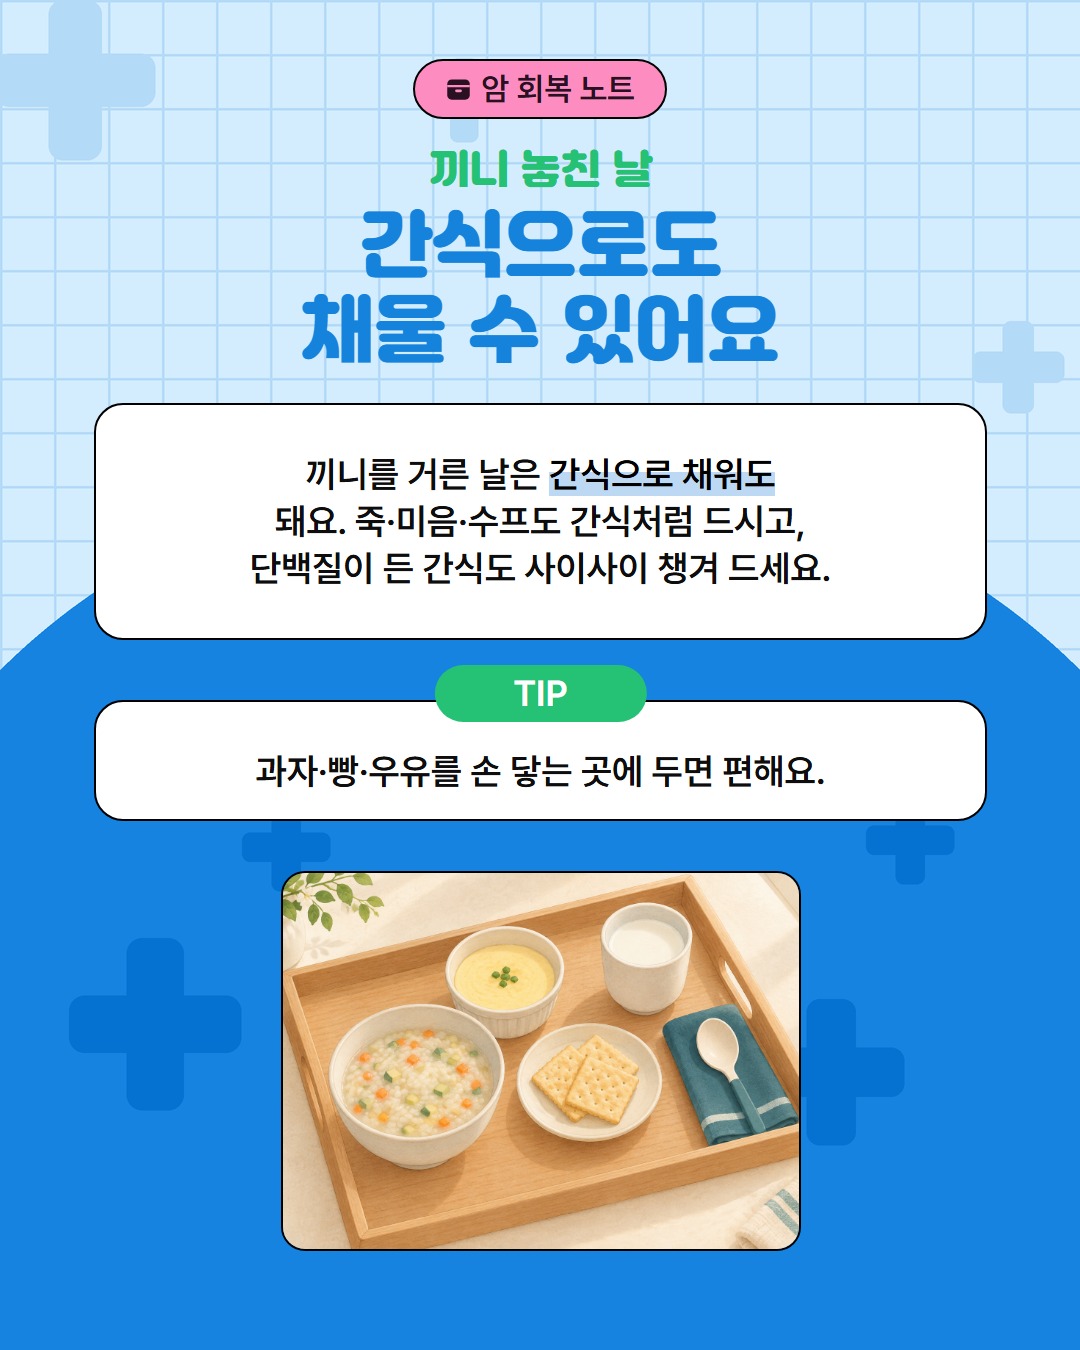 암 회복 노트
끼니 놓친 날
간식으로도
채울 수 있어요
끼니를 거른 날은 간식으로 채워도
돼요. 죽·미음·수프도 간식처럼 드시고,
단백질이 든 간식도 사이사이 챙겨 드세요.
TIP
과자·빵·우유를 손 닿는 곳에 두면 편해요.